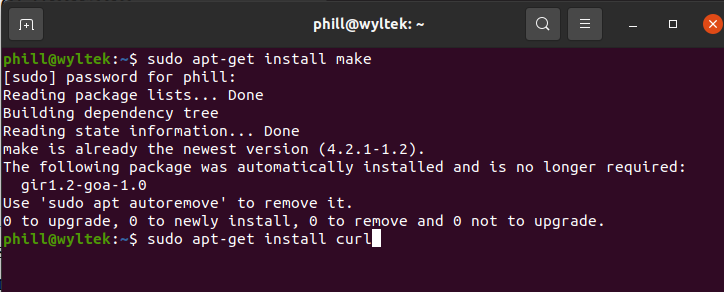 phill@wyltek: ~
phill@wyltek:~$ sudo apt-get install make
[sudo] password for phill:
Reading package lists... Done
Building dependency tree
Reading state information... Done
make is already the newest version (4.2.1-1.2).
The following package was automatically installed and is no longer required:
  gir1.2-goa-1.0
Use 'sudo apt autoremove' to remove it.
0 to upgrade, 0 to newly install, 0 to remove and 0 not to upgrade.
phill@wyltek:~$ sudo apt-get install curl